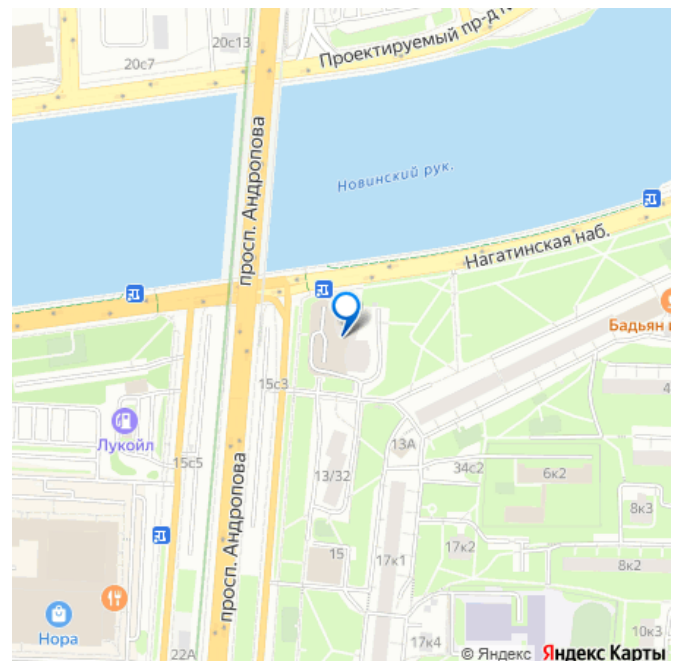 20с13
20с7
Проектируемый пр-д
просп. Андропова
Новинский рук.
Нагатинская наб.
Бадьян
15с3
Лукойл
15с5
13А
4
13/32
34с2
6к2
8к3
просп. Андропова
15
17к1
17к2
8к2
Нора
22А
17к4
10к3
© Яндекс Яндекс Карты